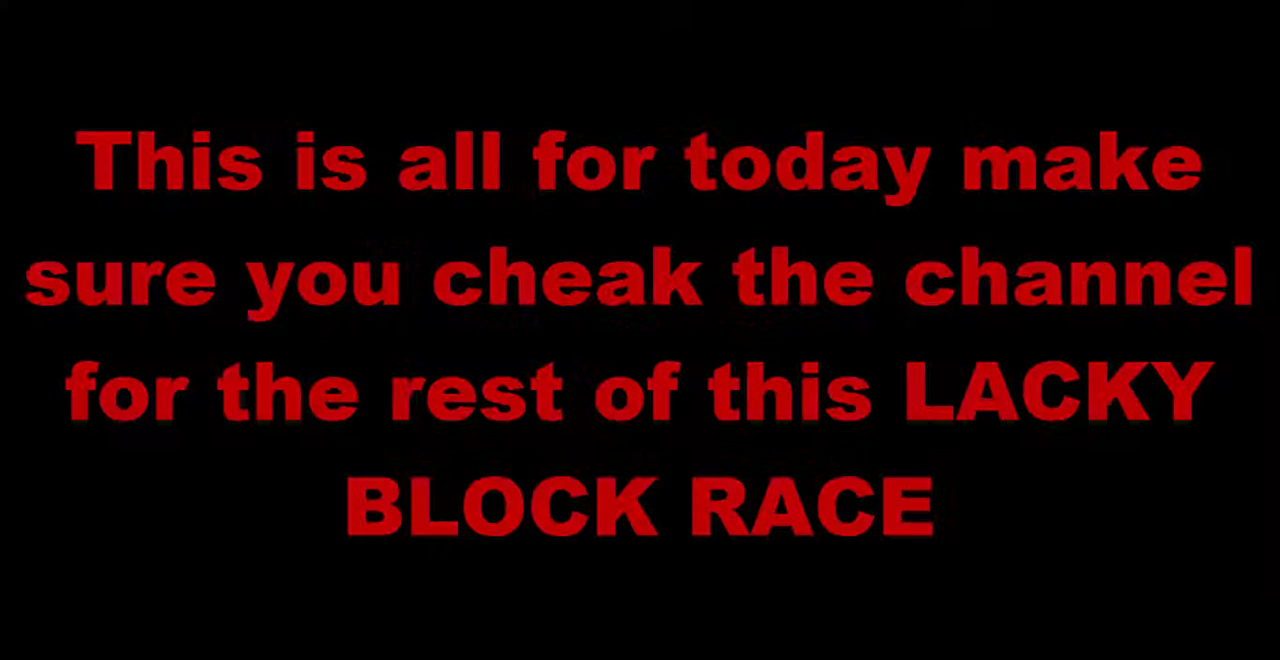 This is all for today make
sure you cheak the channel
for the rest of this LACKY
BLOCK RACE